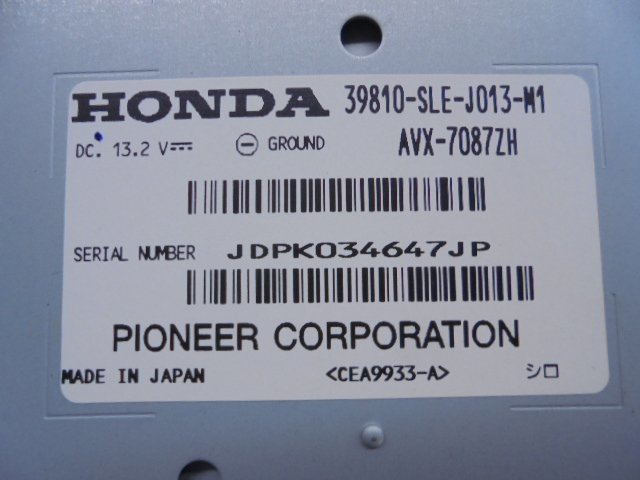 HONDA 39810-SLE-J013-M1
DC. 13.2 V⎓ ⊖ GROUND AVX-7087ZH
SERIAL NUMBER JDPK034647JP
PIONEER CORPORATION
MADE IN JAPAN <CEA9933-A> シロ